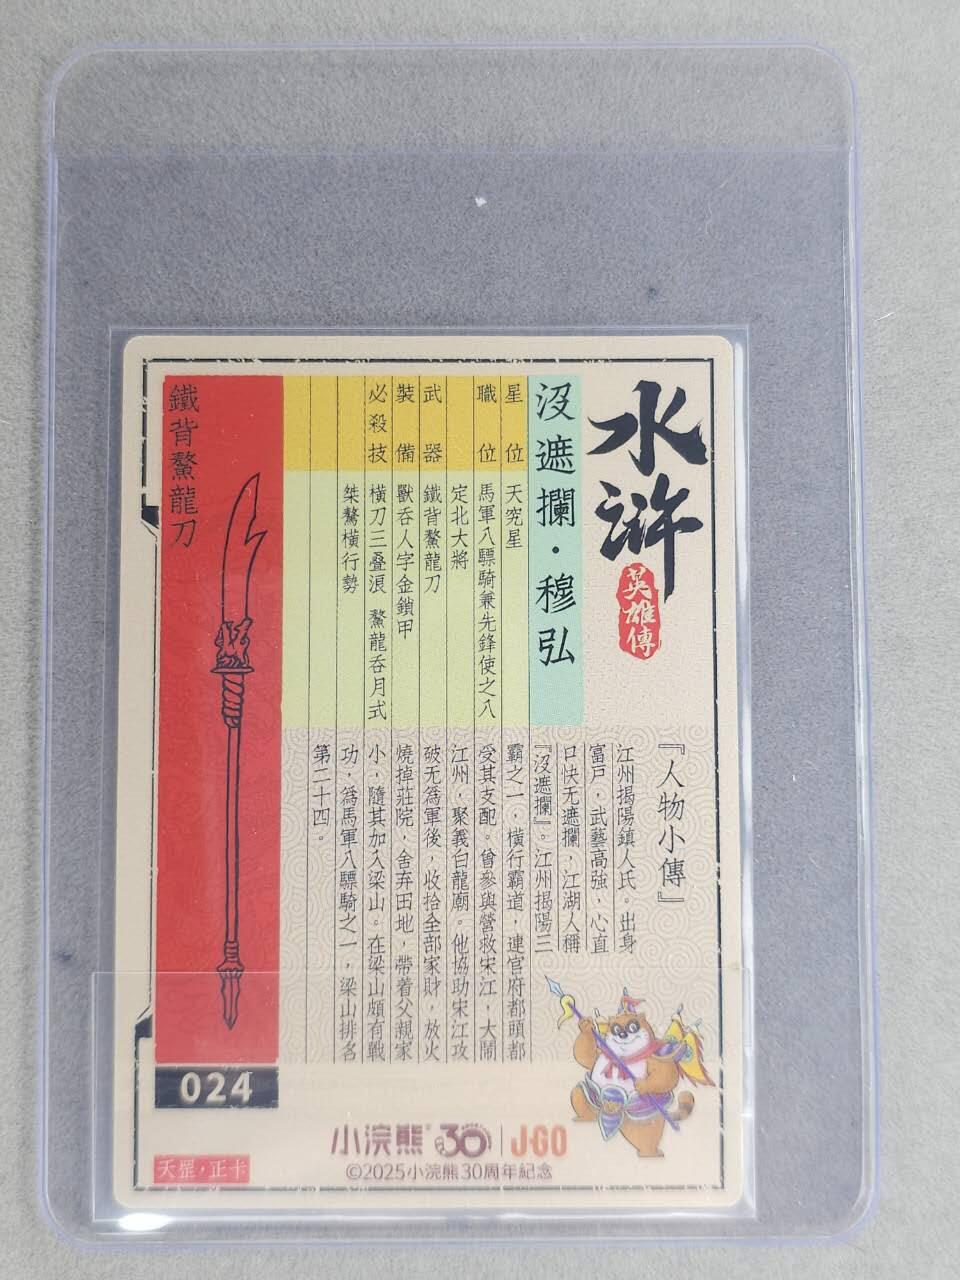 水浒
英雄傳
沒遮攔·穆弘
星位 天究星
職位 馬軍八驃騎兼先鋒使之八
定北大將
武器 鐵背鰲龍刀
裝備 獸吞人字金鎖甲
必殺技 橫刀三叠浪 鰲龍吞月式
桀驁橫行勢
『人物小傳』
江州揭陽鎮人氏。出身
富戸，武藝高強，心直
口快无遮攔，江湖人稱
『沒遮攔』。江州揭陽三
霸之一，橫行霸道，連官府都頭都
受其支配。曾參與營救宋江，大鬧
江州，聚義白龍廟。他協助宋江攻
破无爲軍後，收拾全部家財，放火
燒掉莊院，舍弃田地，帶着父親家
小，隨其加入梁山。在梁山頗有戰
功，爲馬軍八驃騎之一，梁山排名
第二十四。
鐵背鰲龍刀
024
天罡·正卡
小浣熊 30 J·GO
©2025小浣熊30周年紀念